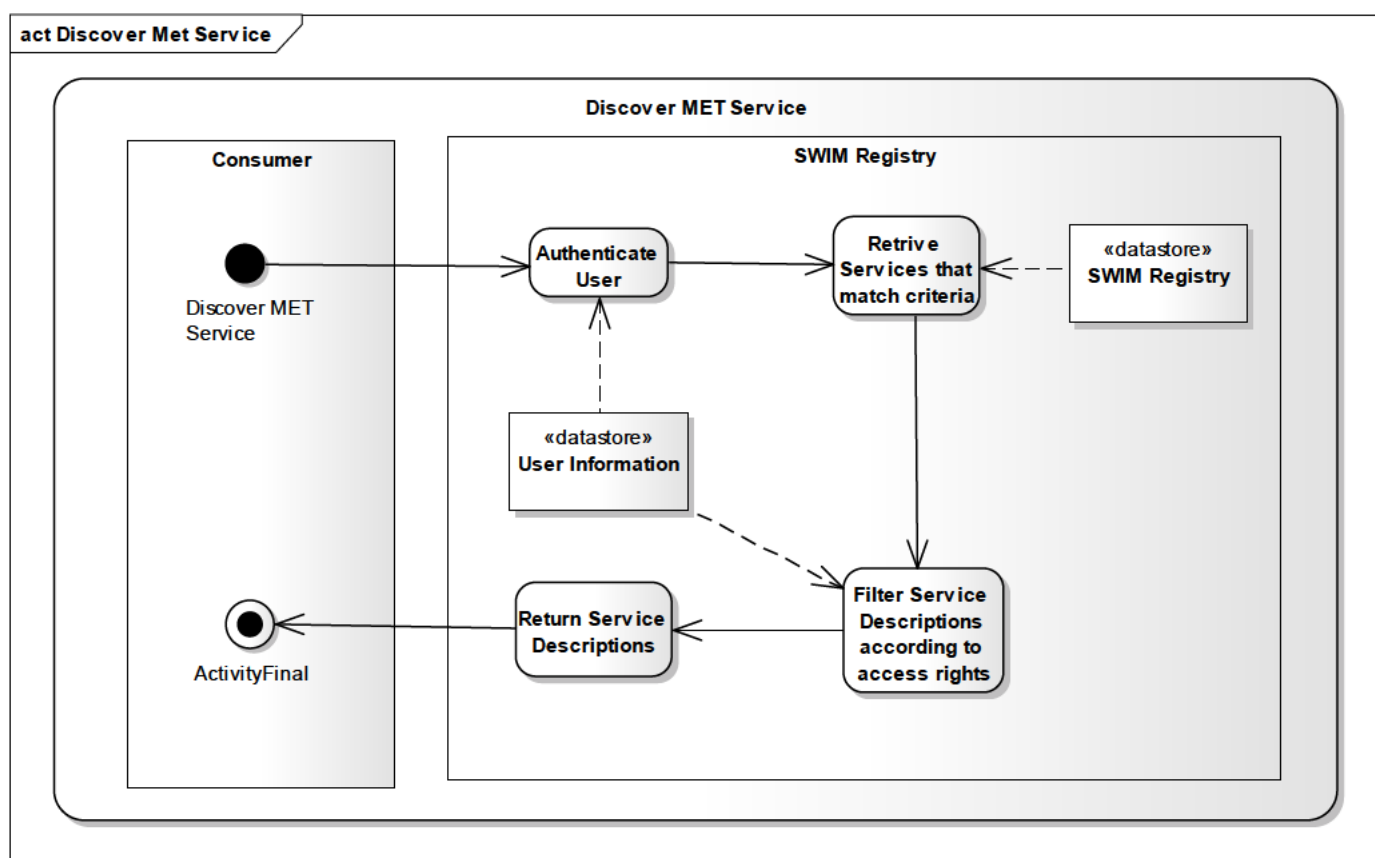 act Discover Met Service
Discover MET Service
Consumer
SWIM Registry
Discover MET
Service
Authenticate
User
Retrive
Services that
match criteria
«datastore»
SWIM Registry
«datastore»
User Information
ActivityFinal
Return Service
Descriptions
Filter Service
Descriptions
according to
access rights